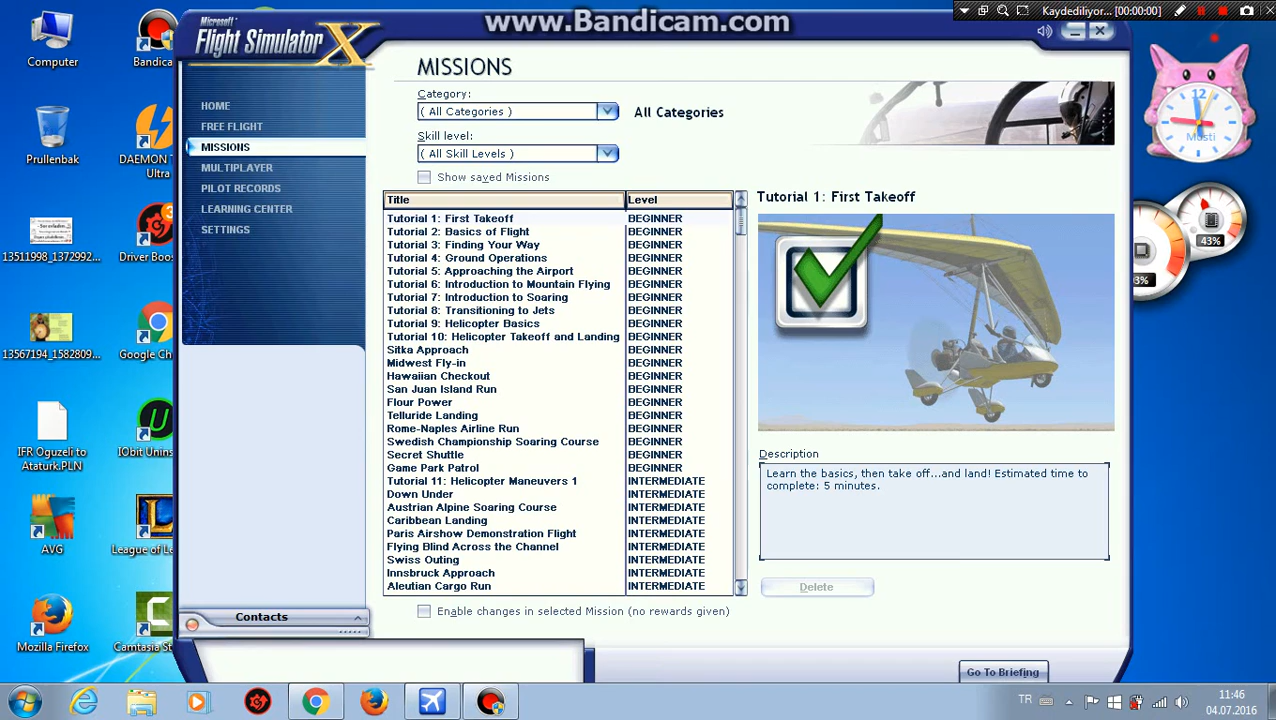 www.Bandicam.com
Kaydediliyor... [00:00:00]
Computer
Bandica
Prullenbak
DAEMON T
Ultra
13511998_1372992...
Driver Boos
13567194_1582809...
Google Ch
IFR Oguzeli to
Ataturk.PLN
IObit Unins
AVG
League of Le
Mozilla Firefox
Camtasia St
Microsoft
Flight Simulator X
HOME
FREE FLIGHT
MISSIONS
MULTIPLAYER
PILOT RECORDS
LEARNING CENTER
SETTINGS
Contacts
MISSIONS
Category:
( All Categories )
All Categories
Skill level:
( All Skill Levels )
Show saved Missions
Title Level
Tutorial 1: First Takeoff BEGINNER
Tutorial 2: Basics of Flight BEGINNER
Tutorial 3: Finding Your Way BEGINNER
Tutorial 4: Ground Operations BEGINNER
Tutorial 5: Approaching the Airport BEGINNER
Tutorial 6: Introduction to Mountain Flying BEGINNER
Tutorial 7: Introduction to Soaring BEGINNER
Tutorial 8: Transitioning to Jets BEGINNER
Tutorial 9: Helicopter Basics BEGINNER
Tutorial 10: Helicopter Takeoff and Landing BEGINNER
Sitka Approach BEGINNER
Midwest Fly-in BEGINNER
Hawaiian Checkout BEGINNER
San Juan Island Run BEGINNER
Flour Power BEGINNER
Telluride Landing BEGINNER
Rome-Naples Airline Run BEGINNER
Swedish Championship Soaring Course BEGINNER
Secret Shuttle BEGINNER
Game Park Patrol BEGINNER
Tutorial 11: Helicopter Maneuvers 1 INTERMEDIATE
Down Under INTERMEDIATE
Austrian Alpine Soaring Course INTERMEDIATE
Caribbean Landing INTERMEDIATE
Paris Airshow Demonstration Flight INTERMEDIATE
Flying Blind Across the Channel INTERMEDIATE
Swiss Outing INTERMEDIATE
Innsbruck Approach INTERMEDIATE
Aleutian Cargo Run INTERMEDIATE
Enable changes in selected Mission (no rewards given)
Tutorial 1: First Takeoff
Description
Learn the basics, then take off...and land! Estimated time to
complete: 5 minutes.
Delete
Go To Briefing
12
Musti
43%
TR
11:46
04.07.2016